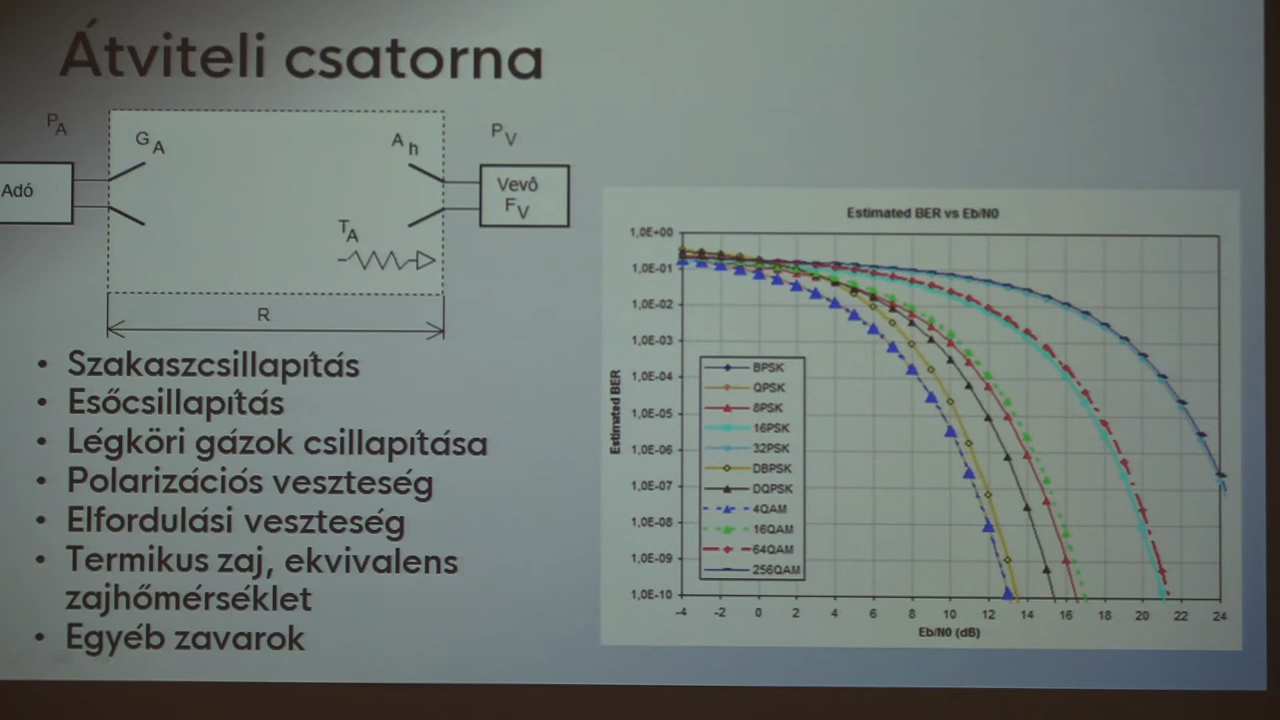 Átviteli csatorna
P_A
G_A
A_h
P_V
Adó
Vevô
F_V
T_A
R
• Szakaszcsillapítás
• Esőcsillapítás
• Légköri gázok csillapítása
• Polarizációs veszteség
• Elfordulási veszteség
• Termikus zaj, ekvivalens
zajhőmérséklet
• Egyéb zavarok
Estimated BER vs Eb/N0
Estimated BER
1,0E+00
1,0E-01
1,0E-02
1,0E-03
1,0E-04
1,0E-05
1,0E-06
1,0E-07
1,0E-08
1,0E-09
1,0E-10
BPSK
QPSK
8PSK
16PSK
32PSK
DBPSK
DQPSK
4QAM
16QAM
64QAM
256QAM
-4 -2 0 2 4 6 8 10 12 14 16 18 20 22 24
Eb/N0 (dB)